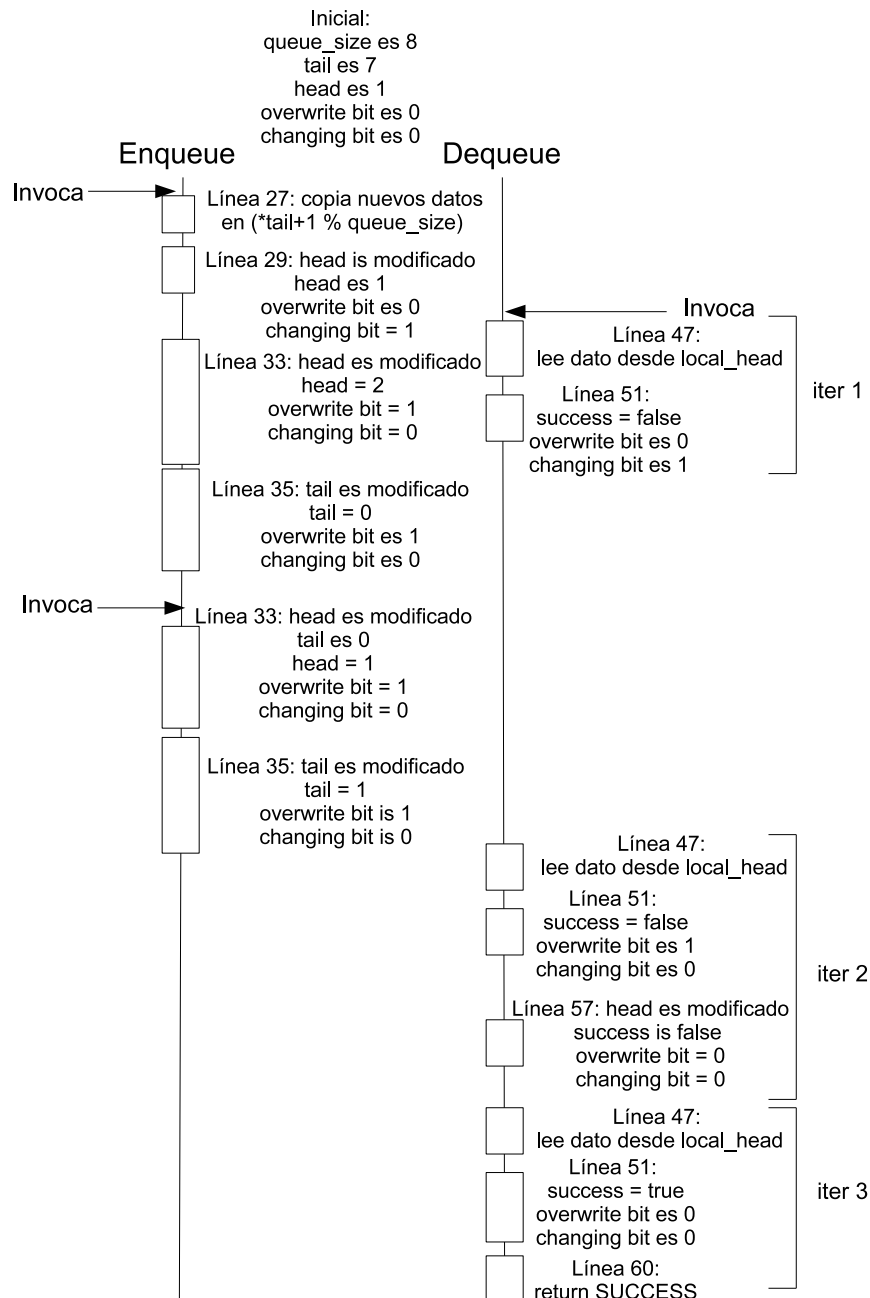 Inicial:
queue_size es 8
tail es 7
head es 1
overwrite bit es 0
changing bit es 0
Enqueue
Dequeue
Invoca
Línea 27: copia nuevos datos
en (*tail+1 % queue_size)
Línea 29: head is modificado
head es 1
overwrite bit es 0
changing bit = 1
Invoca
Línea 47:
lee dato desde local_head
Línea 33: head es modificado
head = 2
overwrite bit = 1
changing bit = 0
Línea 51:
success = false
overwrite bit es 0
changing bit es 1
iter 1
Línea 35: tail es modificado
tail = 0
overwrite bit es 1
changing bit es 0
Invoca
Línea 33: head es modificado
tail es 0
head = 1
overwrite bit = 1
changing bit = 0
Línea 35: tail es modificado
tail = 1
overwrite bit is 1
changing bit is 0
Línea 47:
lee dato desde local_head
Línea 51:
success = false
overwrite bit es 1
changing bit es 0
iter 2
Línea 57: head es modificado
success is false
overwrite bit = 0
changing bit = 0
Línea 47:
lee dato desde local_head
Línea 51:
success = true
overwrite bit es 0
changing bit es 0
iter 3
Línea 60:
return SUCCESS